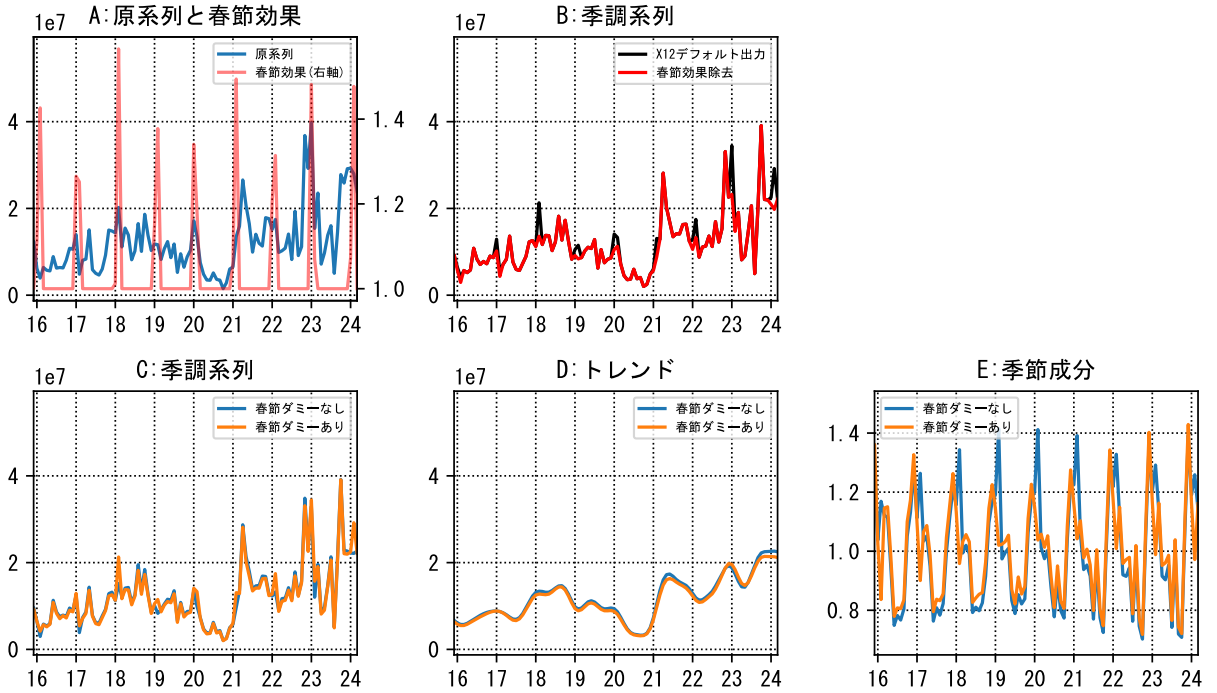 A:原系列と春節効果
1e7
原系列
春節効果(右軸)
4
2
0
1.4
1.2
1.0
16 17 18 19 20 21 22 23 24
B:季調系列
1e7
X12デフォルト出力
春節効果除去
4
2
0
16 17 18 19 20 21 22 23 24
C:季調系列
1e7
春節ダミーなし
春節ダミーあり
4
2
0
16 17 18 19 20 21 22 23 24
D:トレンド
1e7
春節ダミーなし
春節ダミーあり
4
2
0
16 17 18 19 20 21 22 23 24
E:季節成分
春節ダミーなし
春節ダミーあり
1.4
1.2
1.0
0.8
16 17 18 19 20 21 22 23 24